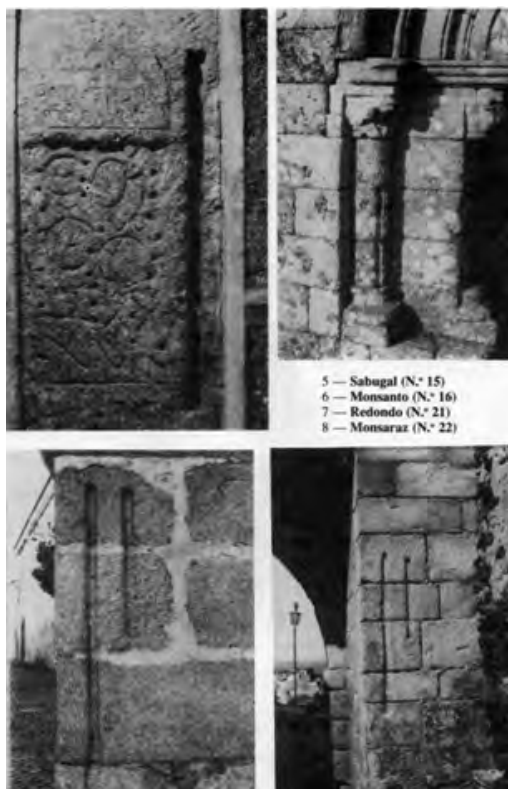 5 — Sabugal (N.º 15)
6 — Monsanto (N.º 16)
7 — Redondo (N.º 21)
8 — Monsaraz (N.º 22)